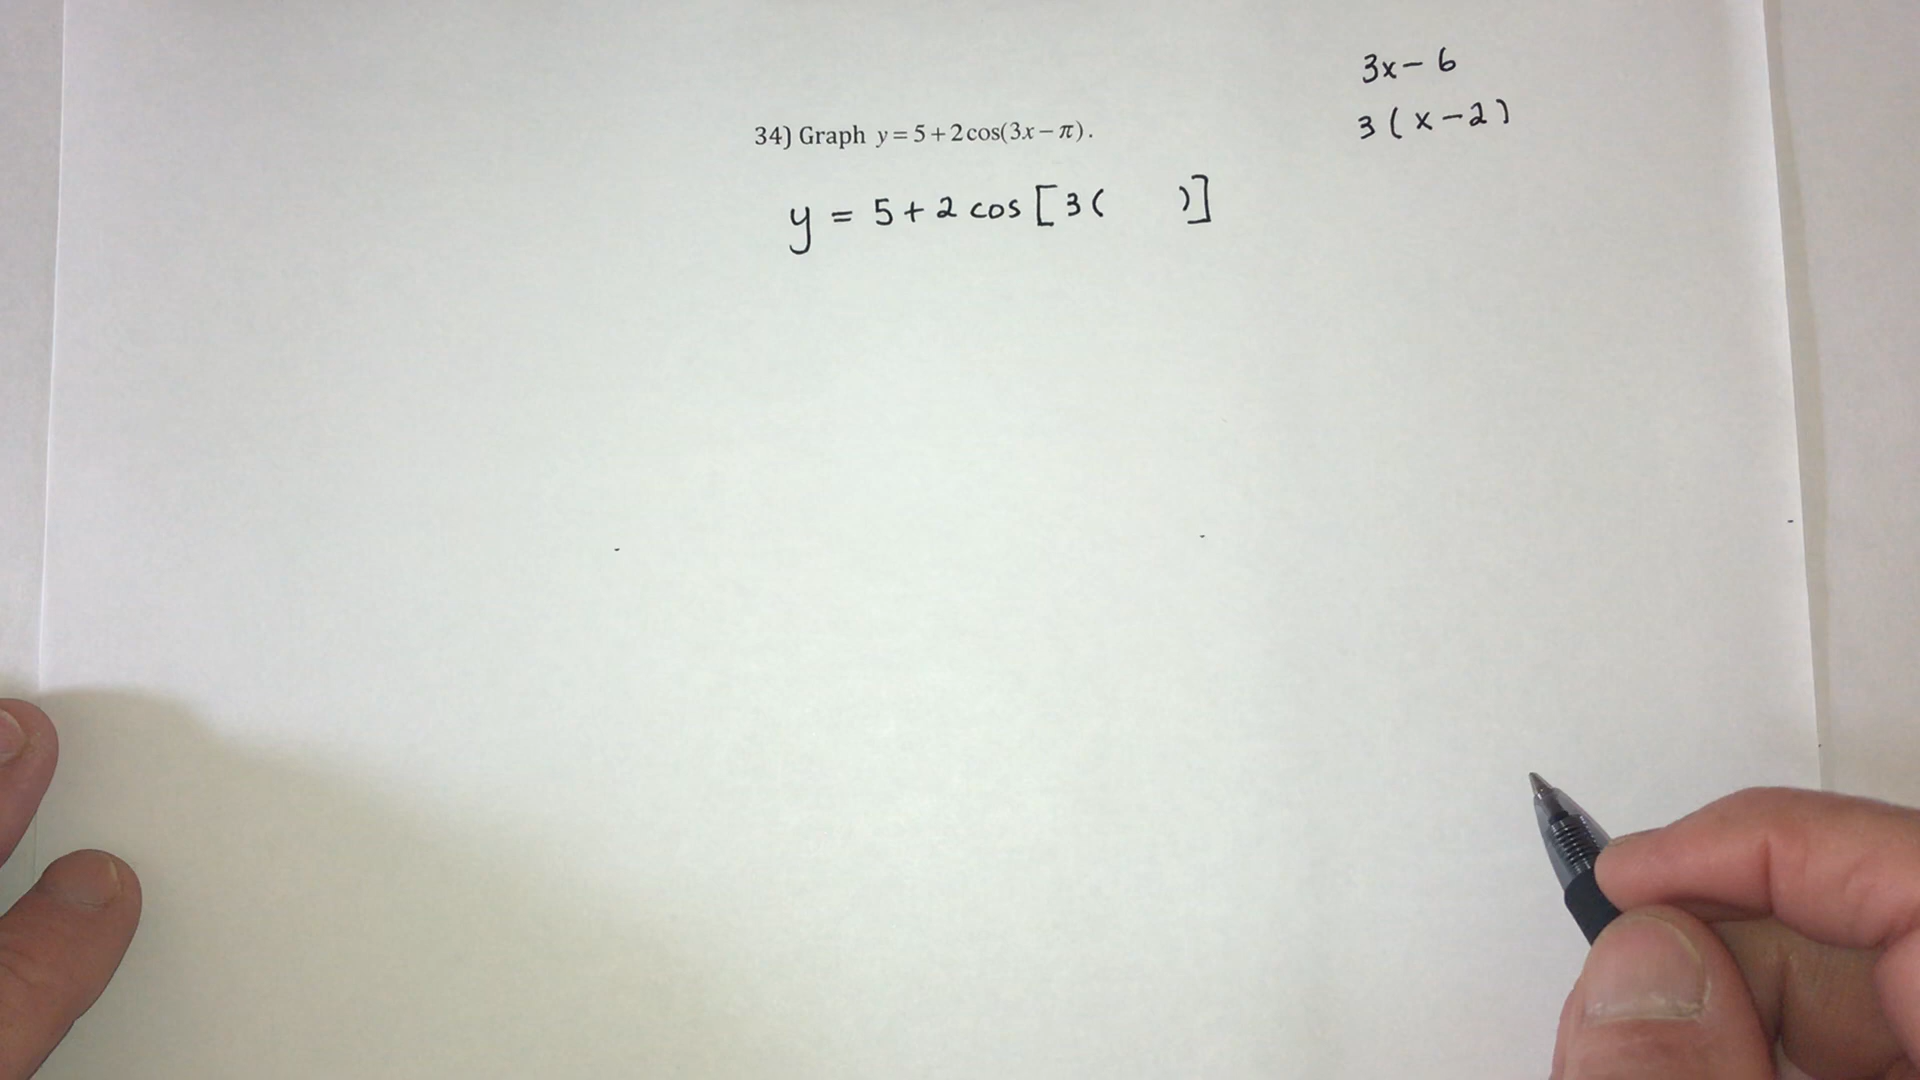 3x - 6
3 ( x - 2 )
34) Graph y = 5 + 2cos(3x - π).
y = 5 + 2 cos [ 3 (     ) ]